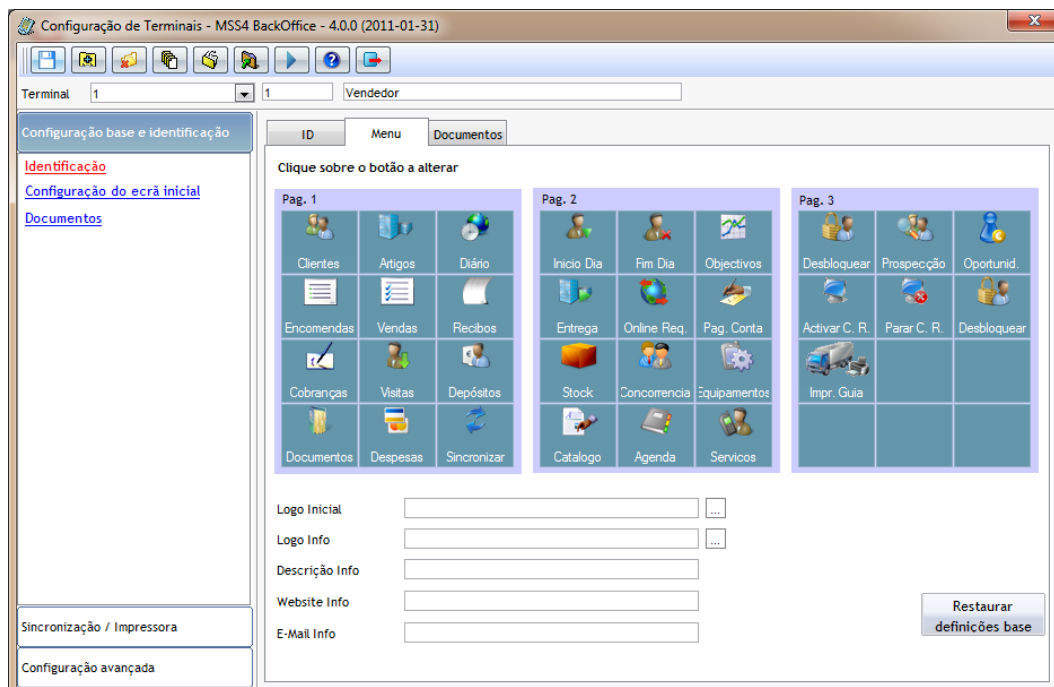 Configuração de Terminais - MSS4 BackOffice - 4.0.0 (2011-01-31)
Terminal 1 1 Vendedor
Configuração base e identificação
Identificação
Configuração do ecrã inicial
Documentos
Sincronização / Impressora
Configuração avançada
ID Menu Documentos
Clique sobre o botão a alterar
Pag. 1
Clientes Artigos Diário
Encomendas Vendas Recibos
Cobranças Visitas Depósitos
Documentos Despesas Sincronizar
Pag. 2
Inicio Dia Fim Dia Objectivos
Entrega Online Req. Pag. Conta
Stock Concorrencia Equipamentos
Catalogo Agenda Servicos
Pag. 3
Desbloquear Prospecção Oportunid.
Activar C. R. Parar C. R. Desbloquear
Impr. Guia
Logo Inicial ...
Logo Info ...
Descrição Info
Website Info
E-Mail Info
Restaurar
definições base